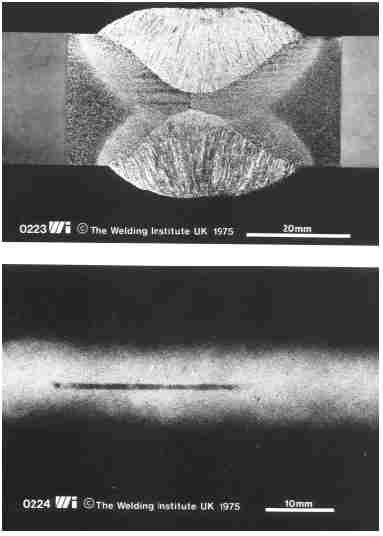 0223 Wi © The Welding Institute UK 1975 20mm
0224 Wi © The Welding Institute UK 1975 10mm